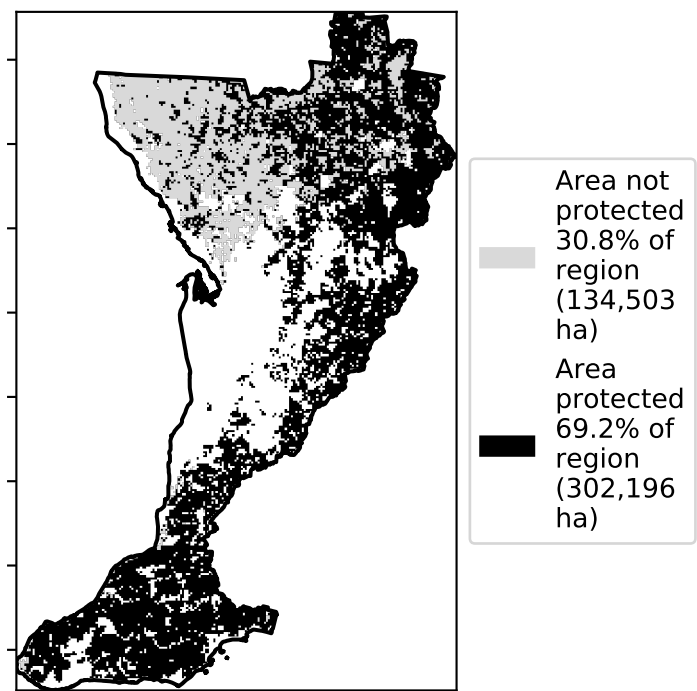 Area not
protected
30.8% of
region
(134,503
ha)
Area
protected
69.2% of
region
(302,196
ha)